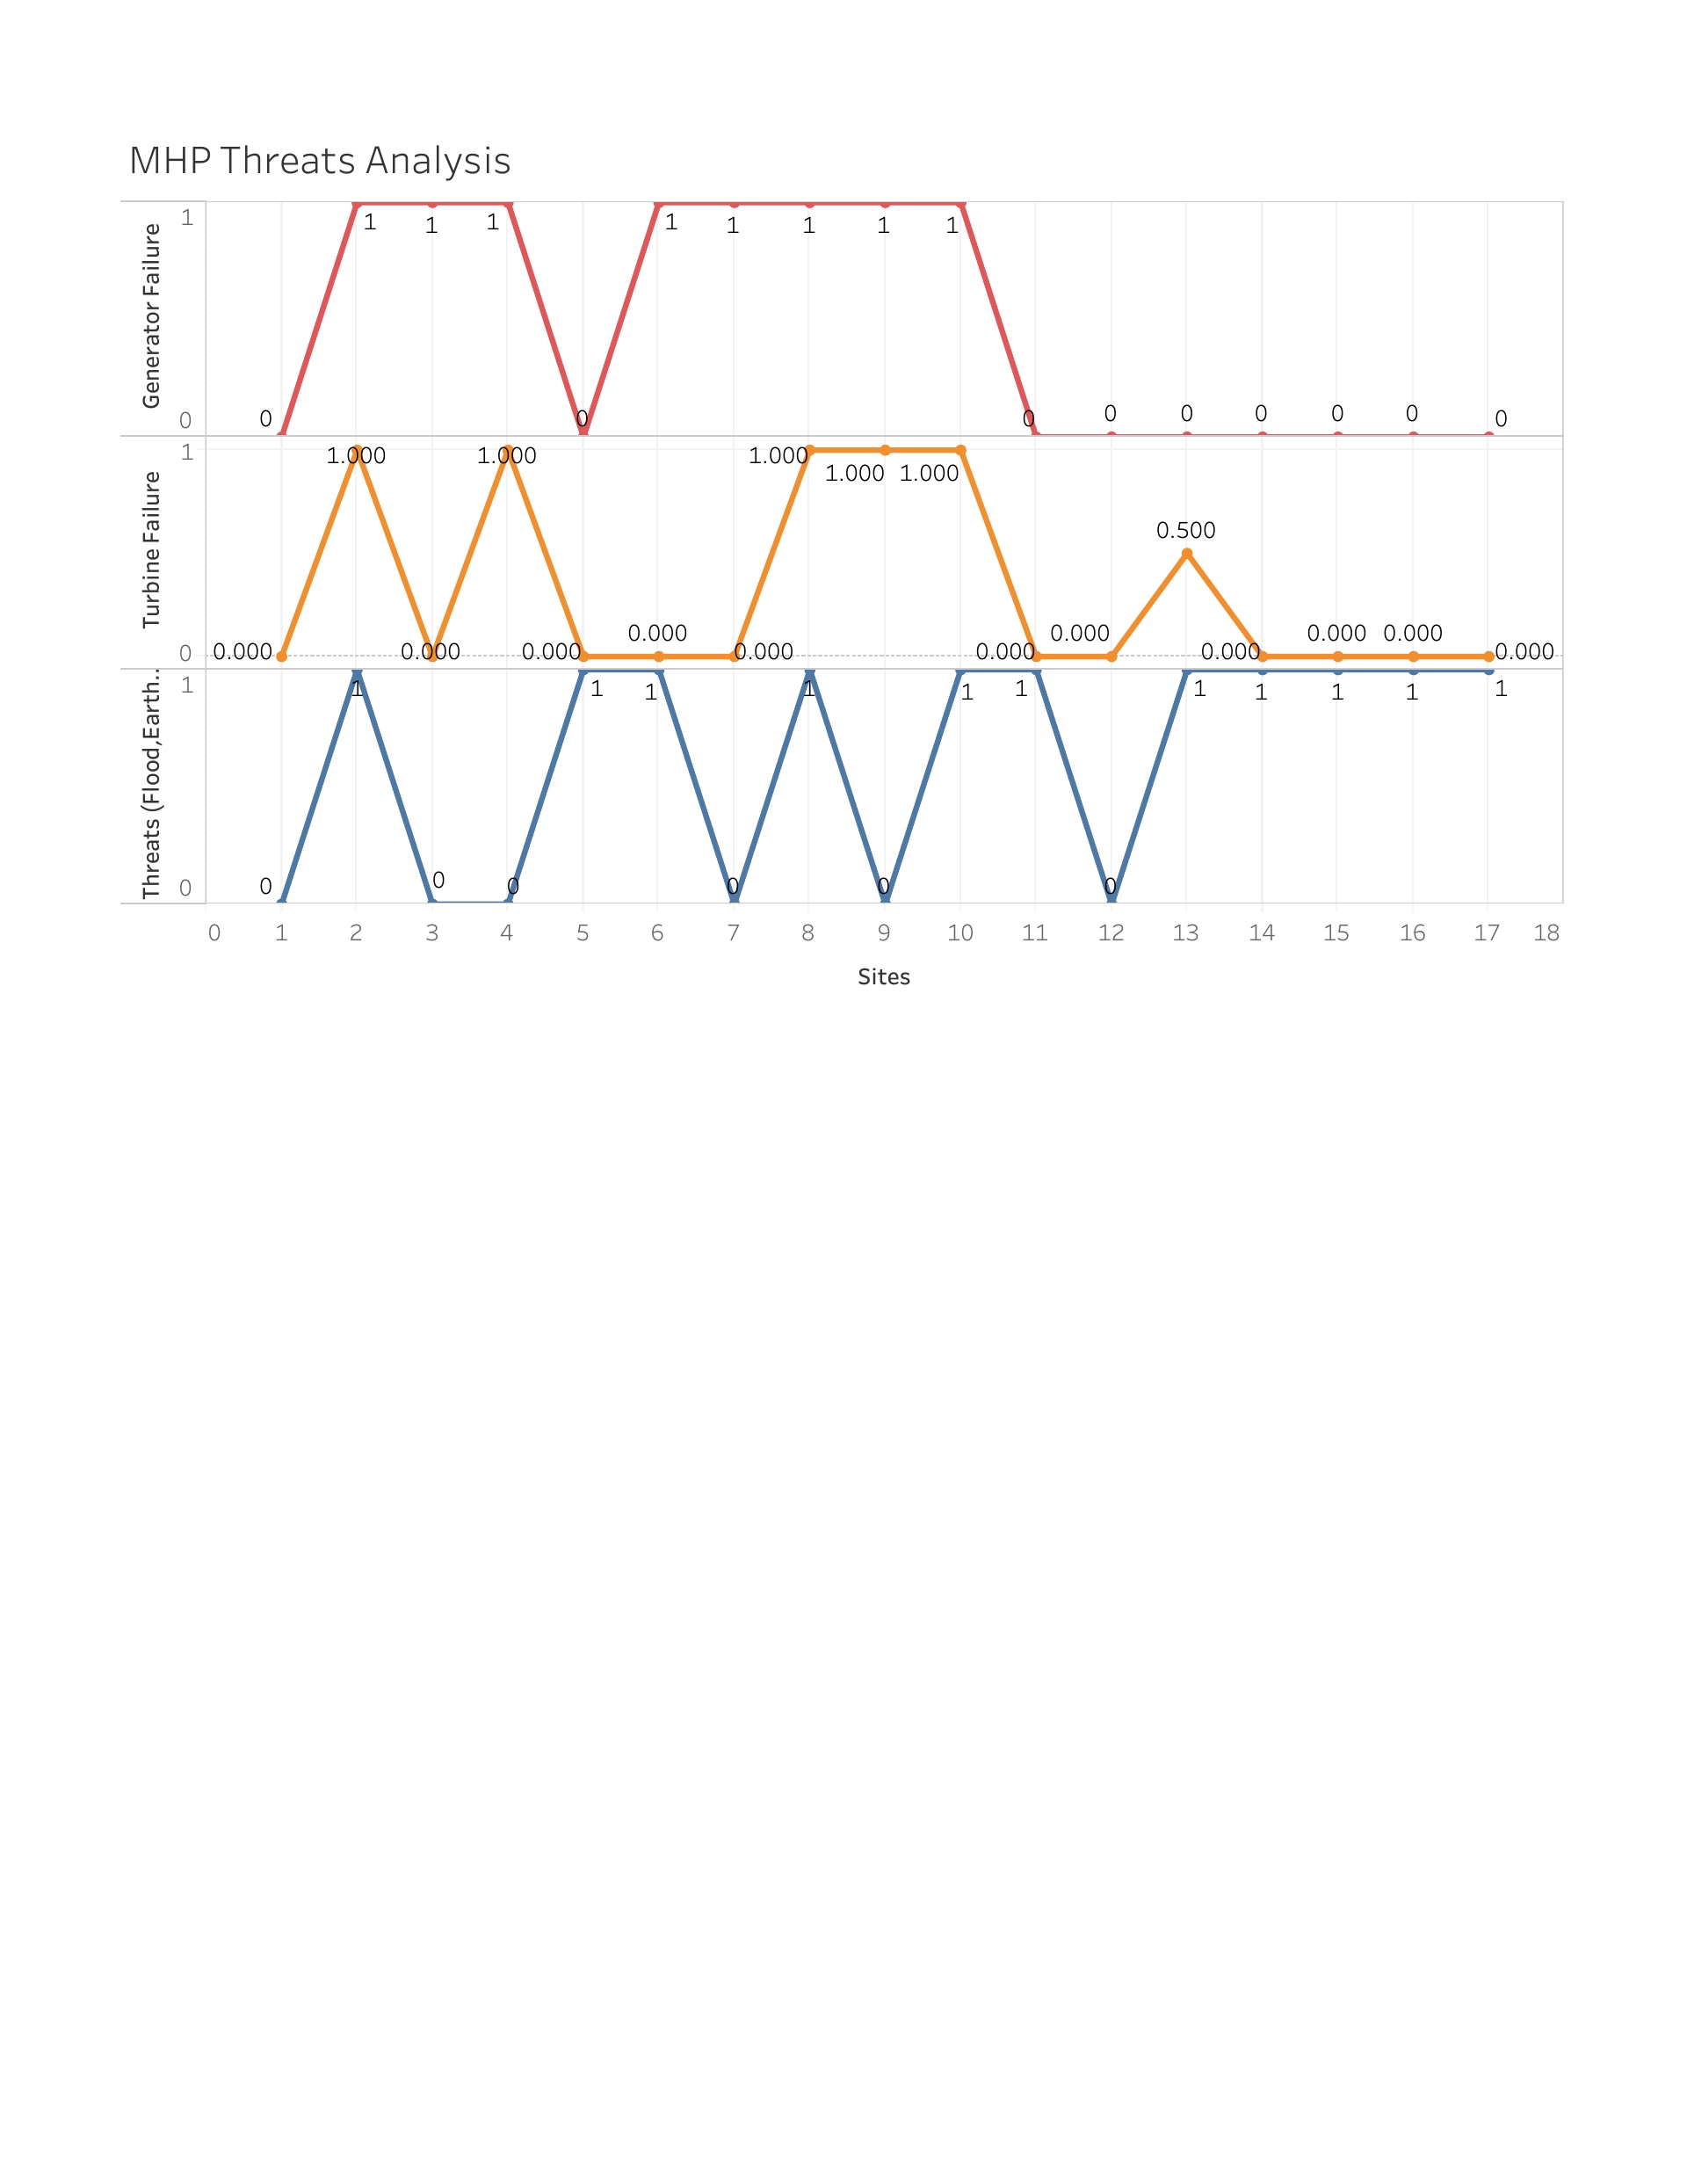 MHP Threats Analysis
Generator Failure
1
1 1 1 1 1 1 1 1
0 0 0 0 0 0 0 0 0
0
Turbine Failure
1
1.000 1.000 1.000 1.000 1.000
0.500
0.000 0.000 0.000 0.000 0.000 0.000 0.000 0.000 0.000 0.000 0.000
0
Threats (Flood,Earth..
1
1 1 1 1 1 1 1 1 1 1 1
0 0 0 0 0 0
0
0 1 2 3 4 5 6 7 8 9 10 11 12 13 14 15 16 17 18
Sites